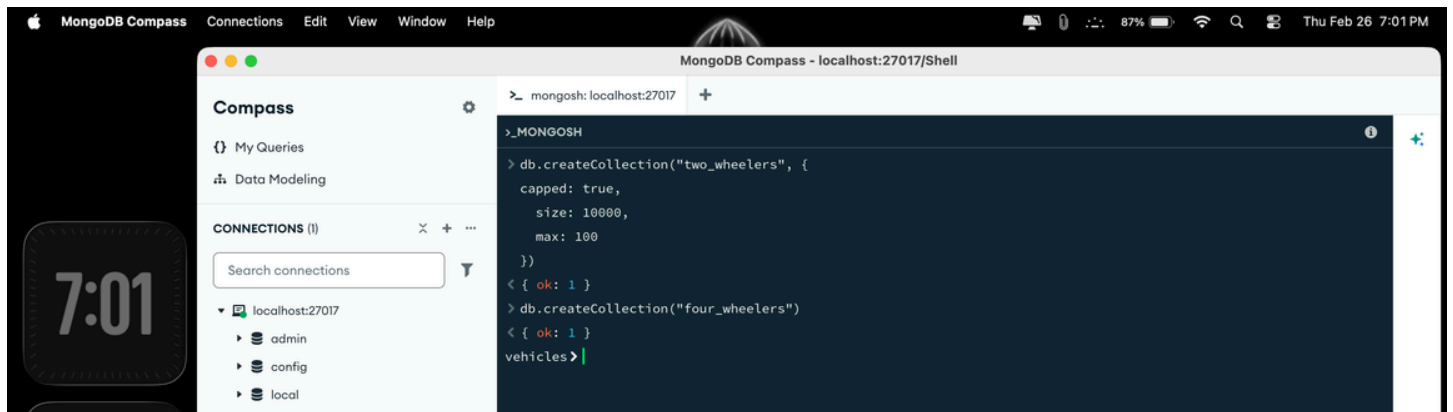 MongoDB Compass Connections Edit View Window Help 87% Thu Feb 26 7:01 PM
MongoDB Compass - localhost:27017/Shell
Compass
My Queries
Data Modeling
CONNECTIONS (1)
Search connections
localhost:27017
admin
config
local
>_ mongosh: localhost:27017 +
>_MONGOSH
> db.createCollection("two_wheelers", {
capped: true,
size: 10000,
max: 100
})
< { ok: 1 }
> db.createCollection("four_wheelers")
< { ok: 1 }
vehicles>
7:01